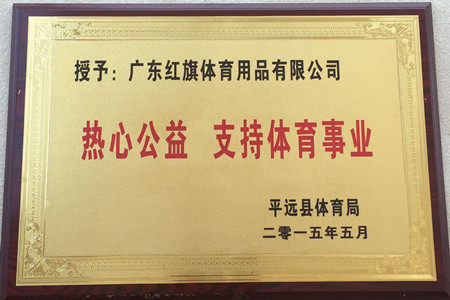 授予：广东红旗体育用品有限公司
热心公益 支持体育事业
平远县体育局
二零一五年五月